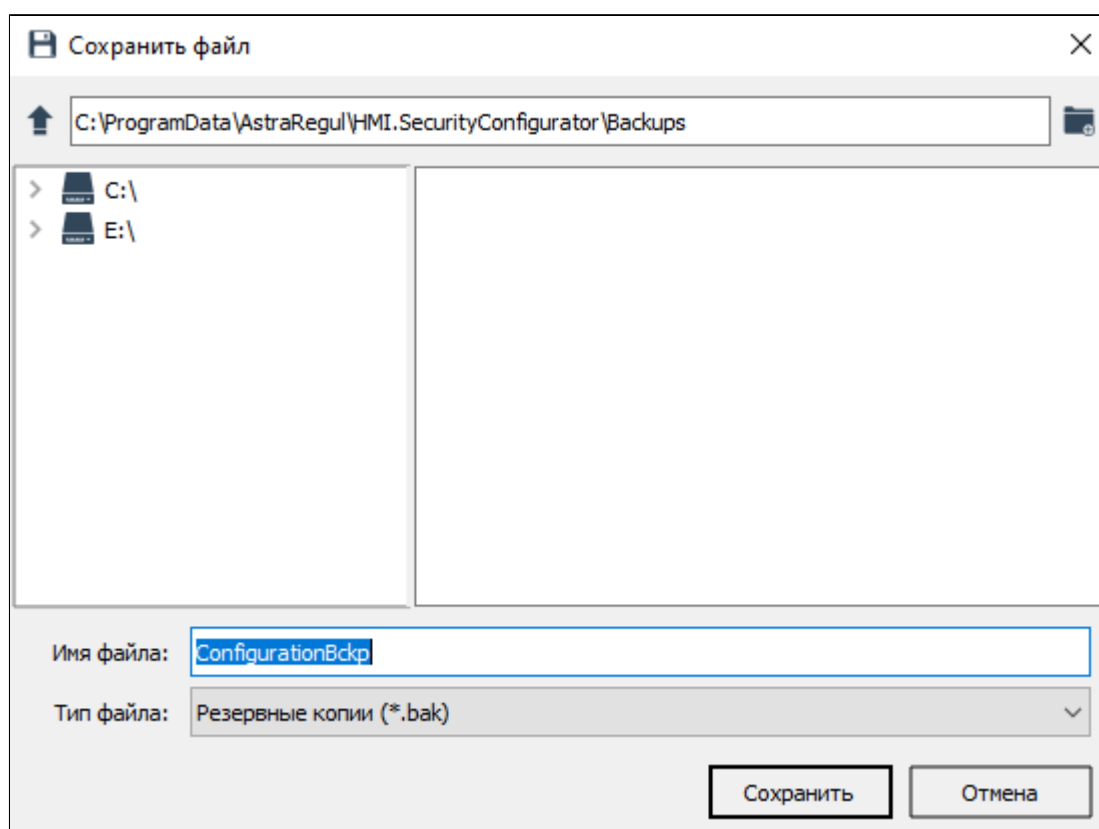 Сохранить файл
C:\ProgramData\AstraRegul\HMI.SecurityConfigurator\Backups
C:\
E:\
Имя файла: ConfigurationBckp
Тип файла: Резервные копии (*.bak)
Сохранить Отмена